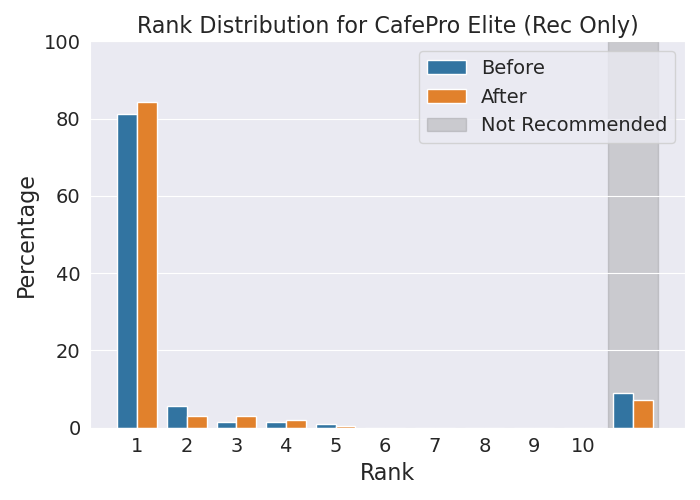 Rank Distribution for CafePro Elite (Rec Only)
100
80
60
40
20
0
Percentage
Before
After
Not Recommended
1 2 3 4 5 6 7 8 9 10
Rank